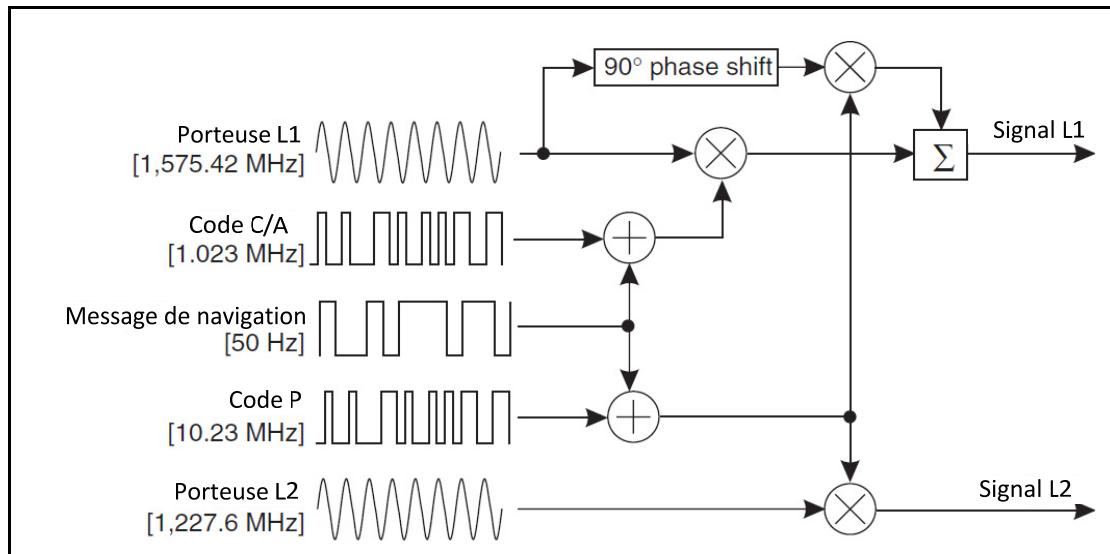 90° phase shift
Porteuse L1
[1,575.42 MHz]
Σ
Signal L1
Code C/A
[1.023 MHz]
Message de navigation
[50 Hz]
Code P
[10.23 MHz]
Porteuse L2
[1,227.6 MHz]
Signal L2